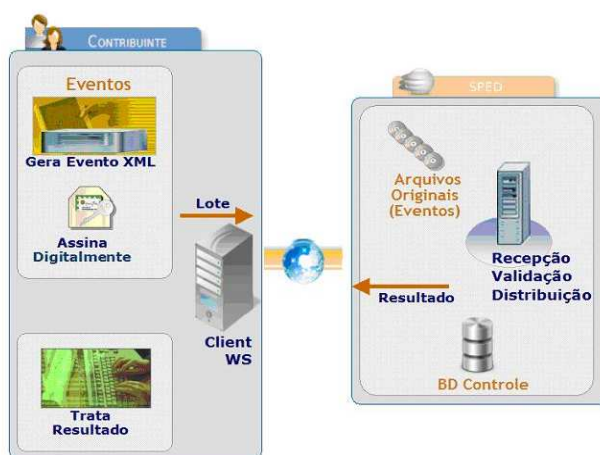 CONTRIBUINTE
Eventos
Gera Evento XML
Assina
Digitalmente
Lote
Client
WS
Trata
Resultado
SPED
Arquivos
Originais
(Eventos)
Recepção
Validação
Distribuição
Resultado
BD Controle